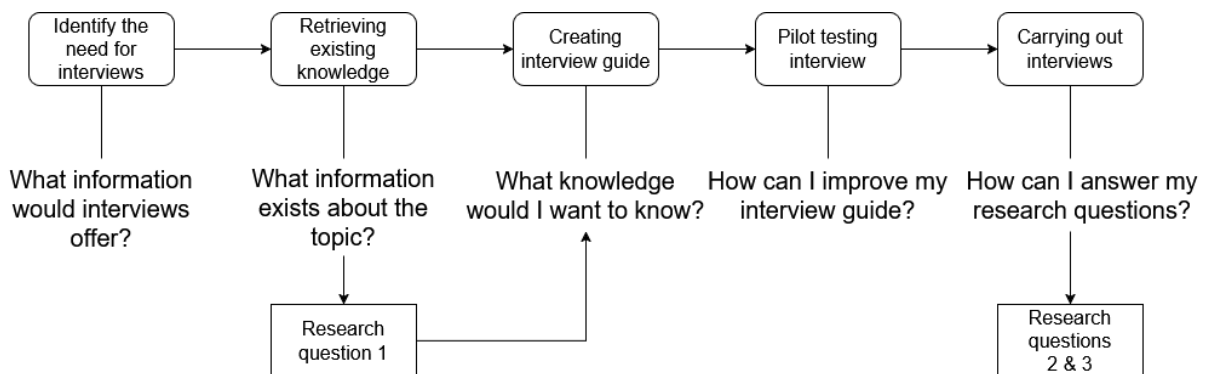 Identify the
need for
interviews
Retrieving
existing
knowledge
Creating
interview guide
Pilot testing
interview
Carrying out
interviews
What information
would interviews
offer?
What information
exists about the
topic?
What knowledge
would I want to know?
How can I improve my
interview guide?
How can I answer my
research questions?
Research
question 1
Research
questions
2 & 3